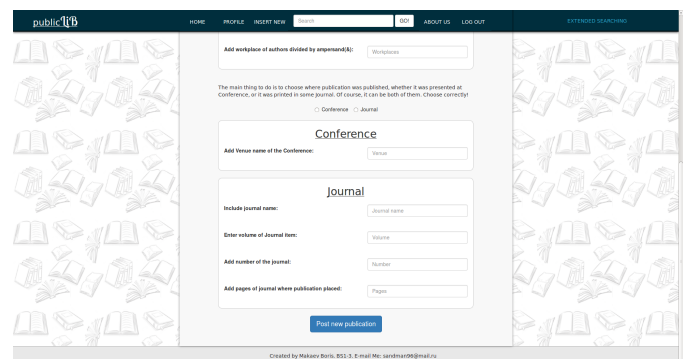 publicLiB
HOME PROFILE INSERT NEW Search GO! ABOUT US LOG OUT EXTENDED SEARCHING
Add workplace of authors divided by ampersand(&): Workplaces
The main thing to do is to choose where publication was published, whether it was presented at
Conference, or it was printed in some journal. Of course, it can be both of them. Choose correctly!
Conference Journal
Conference
Add Venue name of the Conference: Venue
Journal
Include journal name: Journal name
Enter volume of Journal item: Volume
Add number of the journal: Number
Add pages of journal where publication placed: Pages
Post new publication
Created by Makaev Boris, BS1-3. E-mail Me: sandman96@mail.ru